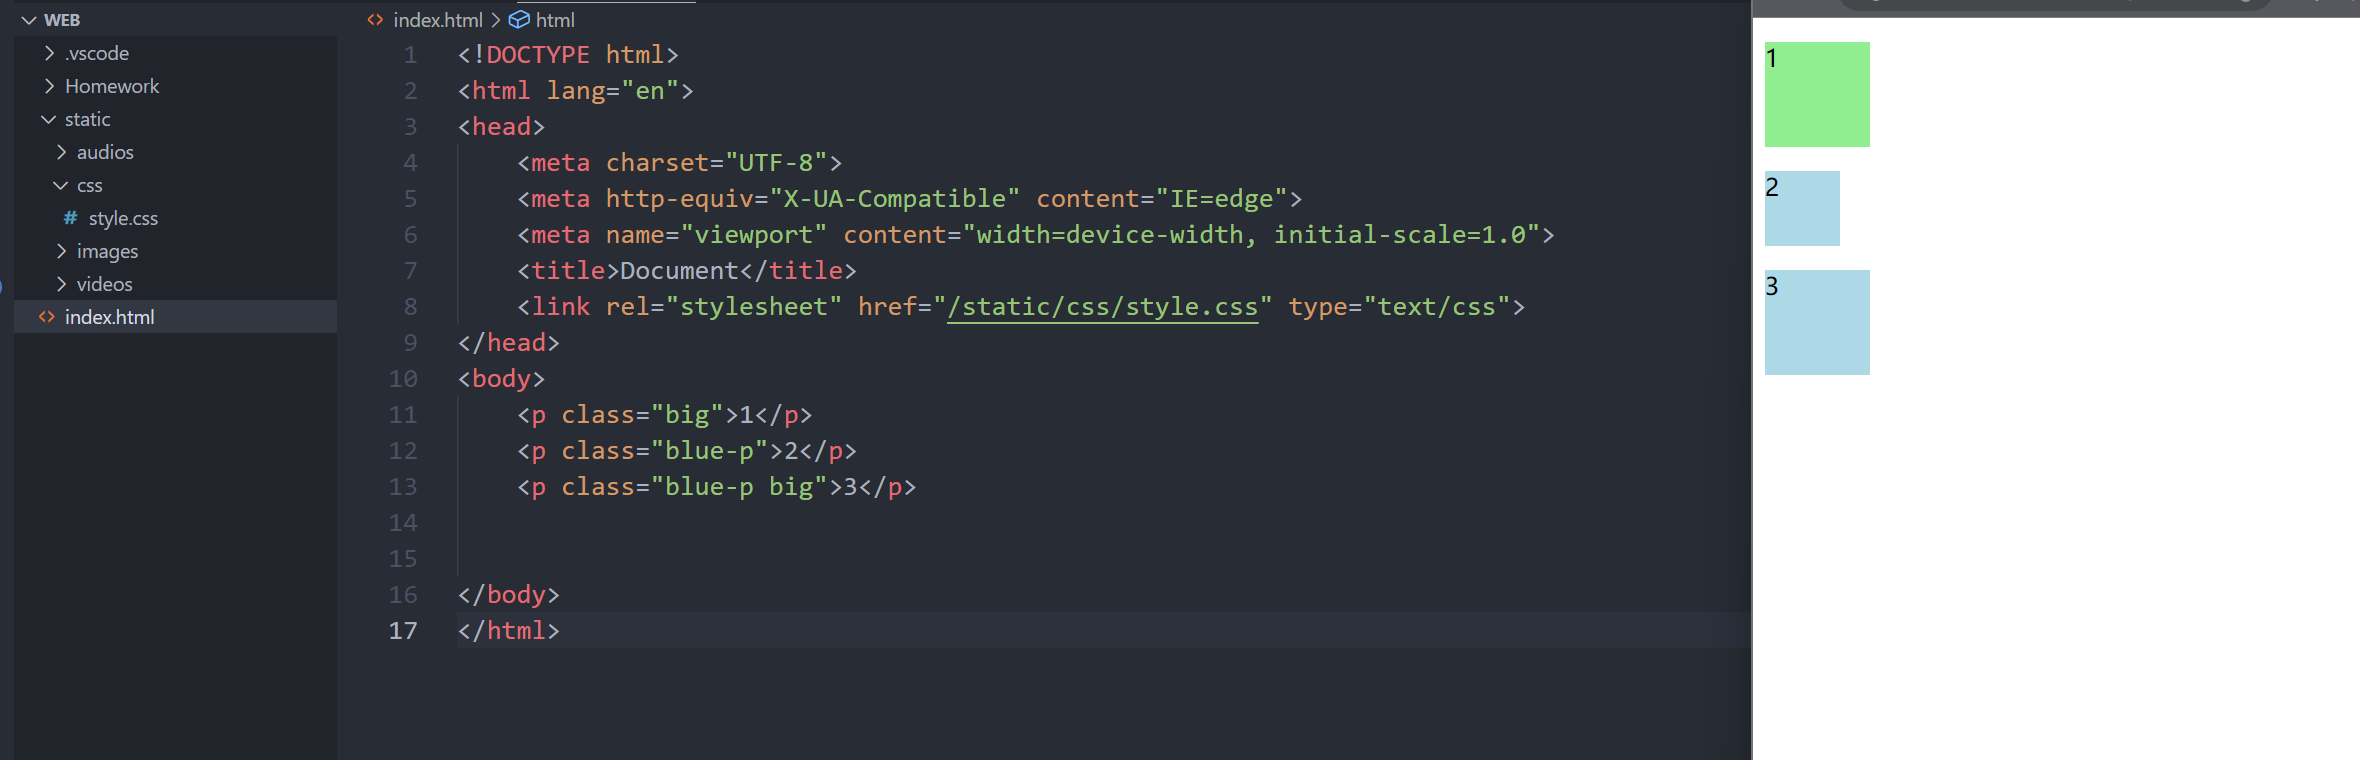 WEB
.vscode
Homework
static
audios
css
# style.css
images
videos
<> index.html
<> index.html > html
1 <!DOCTYPE html>
2 <html lang="en">
3 <head>
4     <meta charset="UTF-8">
5     <meta http-equiv="X-UA-Compatible" content="IE=edge">
6     <meta name="viewport" content="width=device-width, initial-scale=1.0">
7     <title>Document</title>
8     <link rel="stylesheet" href="/static/css/style.css" type="text/css">
9 </head>
10 <body>
11     <p class="big">1</p>
12     <p class="blue-p">2</p>
13     <p class="blue-p big">3</p>
14
15
16 </body>
17 </html>
1
2
3